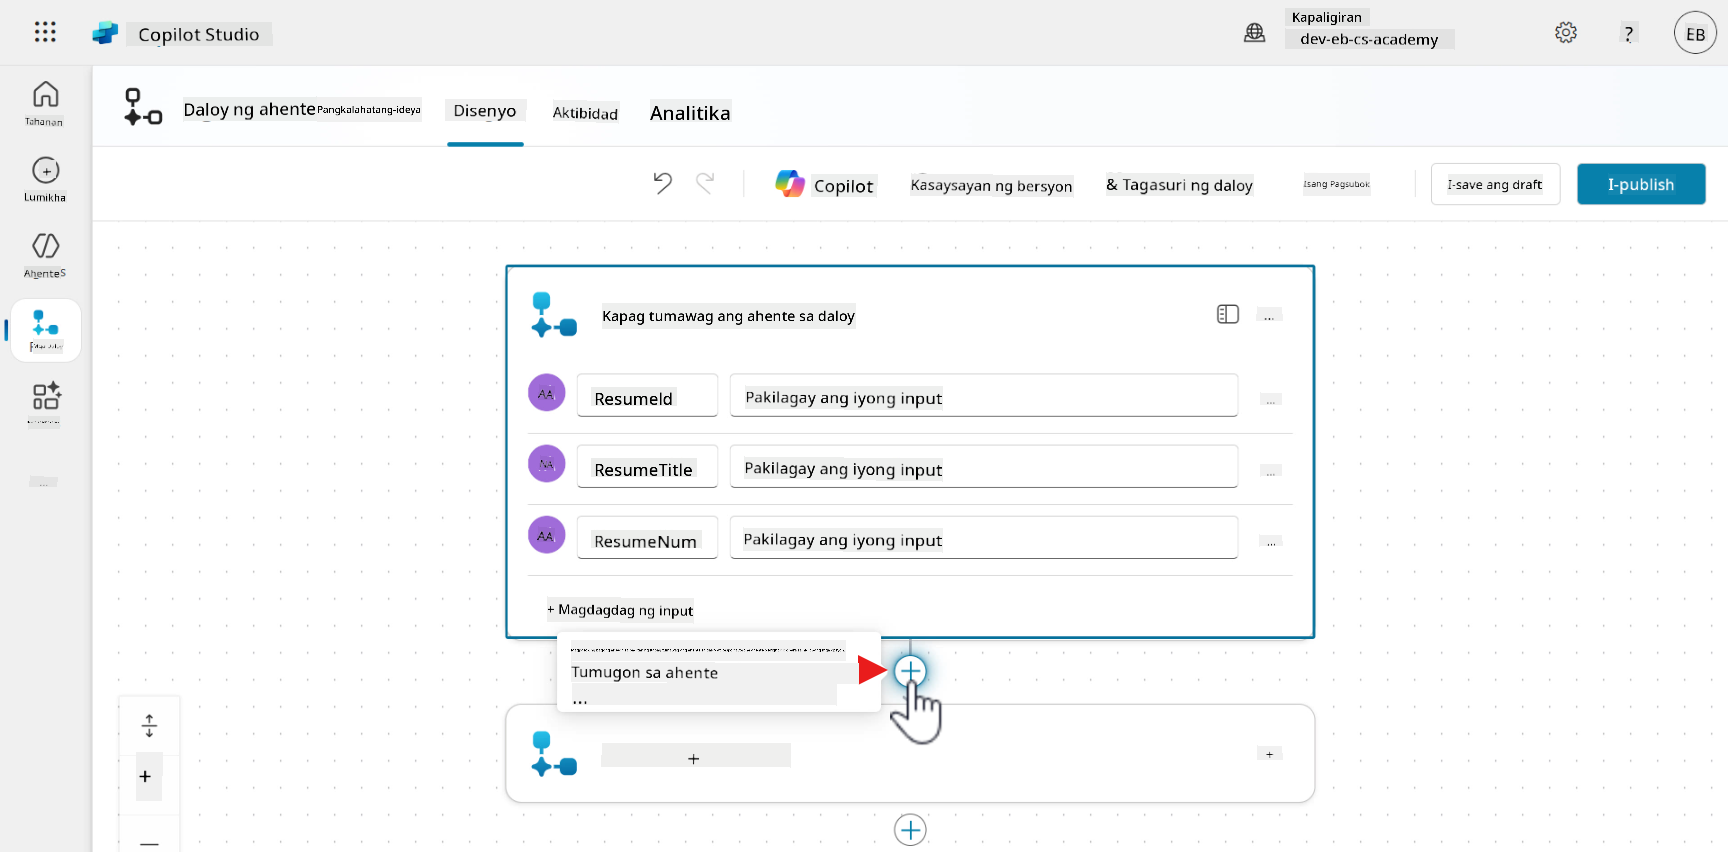 Copilot Studio
Kapaligiran
dev-eb-cs-academy
?
EB
Tahanan
Lumikha
AhenteS
...
Daloy ng ahente Pangkalahatang-ideya
Disenyo
Aktibidad
Analitika
Copilot
Kasaysayan ng bersyon
& Tagasuri ng daloy
Isang Pagsubok
I-save ang draft
I-publish
Kapag tumawag ang ahente sa daloy
...
AA
ResumeId
Pakilagay ang iyong input
...
ResumeTitle
Pakilagay ang iyong input
...
AA
ResumeNum
Pakilagay ang iyong input
...
+ Magdagdag ng input
Tumugon sa ahente
...
+
+